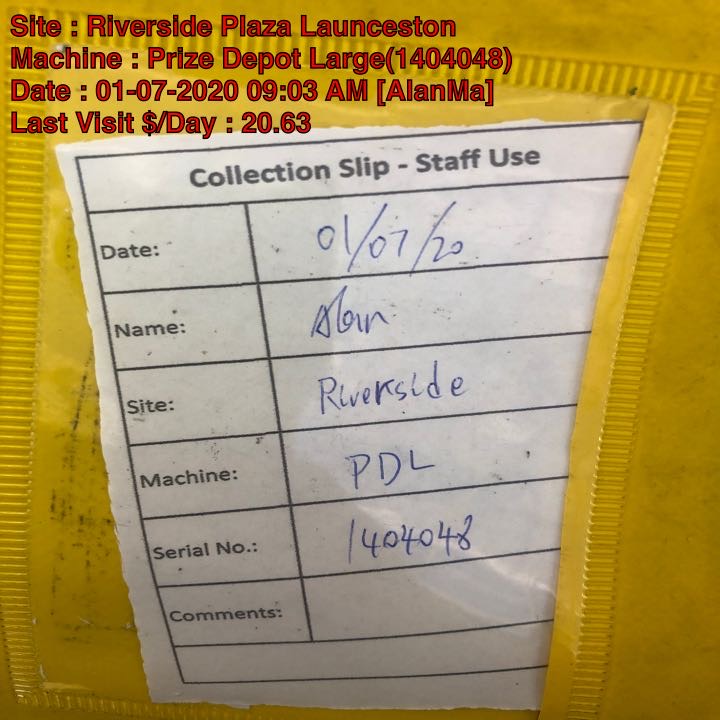 Site : Riverside Plaza Launceston
Machine : Prize Depot Large(1404048)
Date : 01-07-2020 09:03 AM [AlanMa]
Last Visit $/Day : 20.63
Collection Slip - Staff Use
Date: 01/07/20
Name: Alan
Site: Riverside
Machine: PDL
Serial No.: 1404048
Comments: